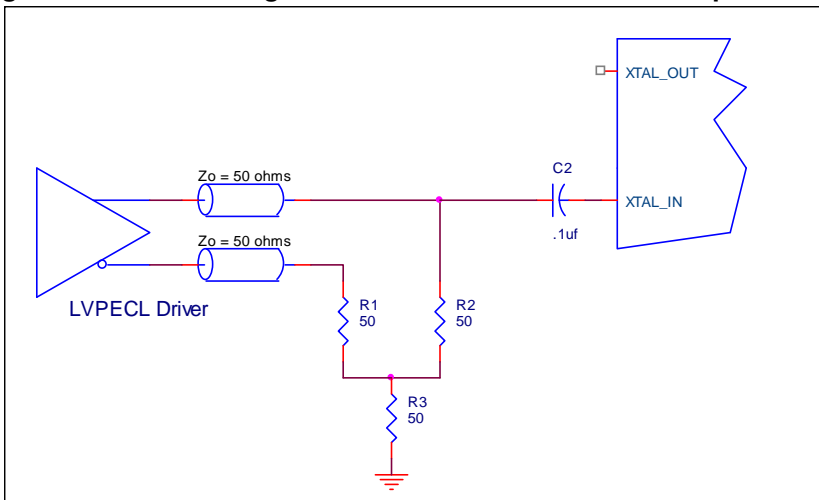 XTAL_OUT
Zo = 50 ohms
C2
XTAL_IN
.1uf
Zo = 50 ohms
LVPECL Driver
R1
50
R2
50
R3
50